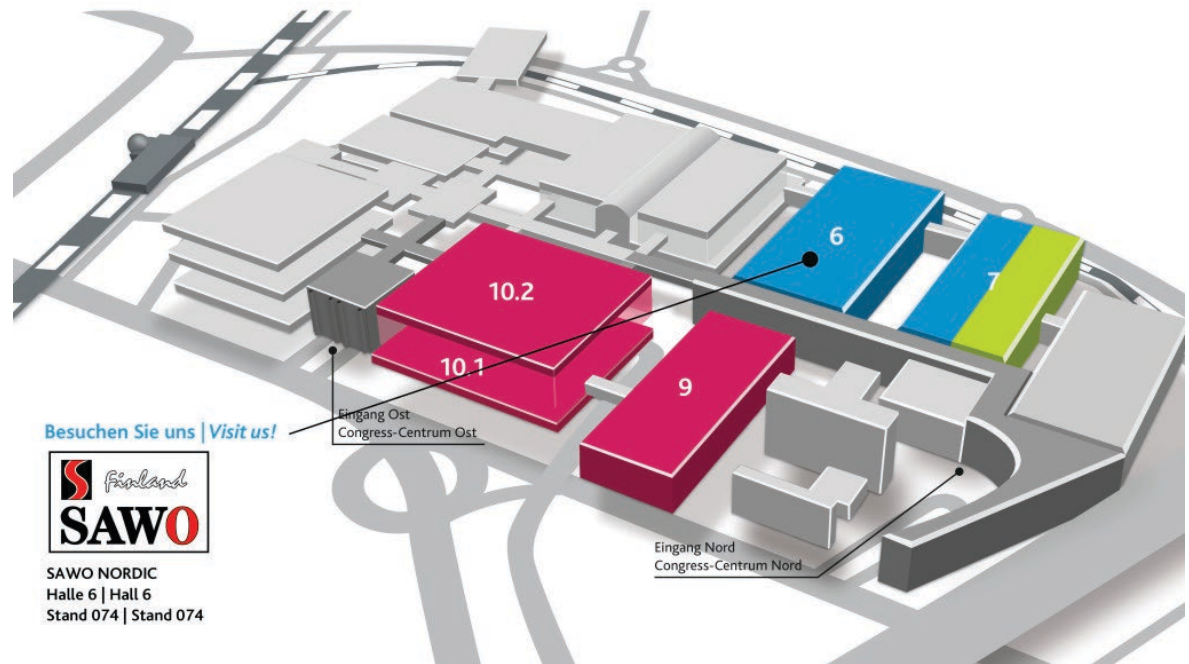 6
7
10.2
10.1
9
Eingang Ost
Congress-Centrum Ost
Besuchen Sie uns | Visit us!
Finland
SAWO
SAWO NORDIC
Halle 6 | Hall 6
Stand 074 | Stand 074
Eingang Nord
Congress-Centrum Nord